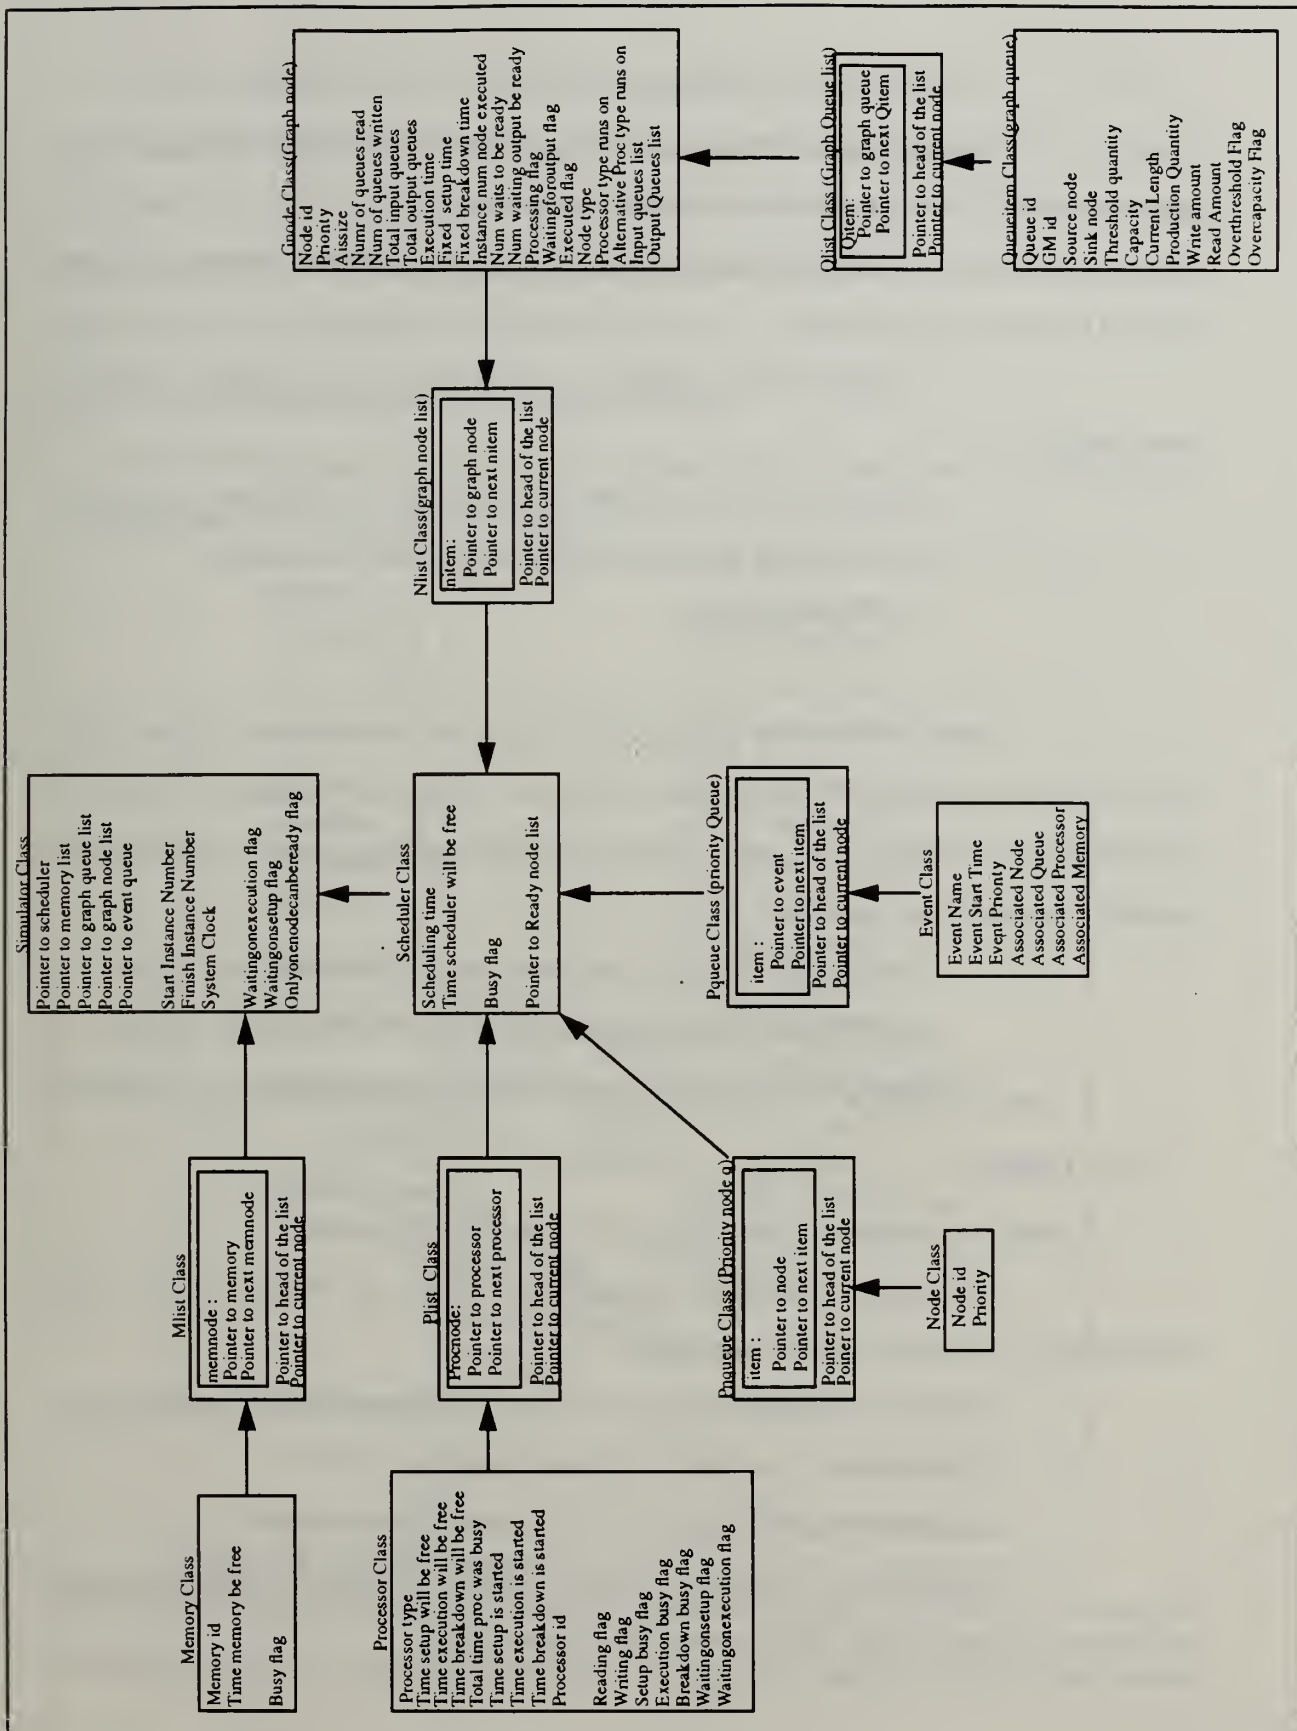 Memory Class
Memory id
Time memory be free
Busy flag
Mlist Class
memnode :
Pointer to memory
Pointer to next memnode
Pointer to head of the list
Pointer to current node
Simulator Class
Pointer to scheduler
Pointer to memory list
Pointer to graph queue list
Pointer to graph node list
Pointer to event queue
Start Instance Number
Finish Instance Number
System Clock
Waitingonexecution flag
Waitingonsetup flag
Onlyonenodecanbeready flag
Processor Class
Processor type
Time setup will be free
Time execution will be free
Time breakdown will be free
Total time proc was busy
Time setup is started
Time execution is started
Time breakdown is started
Processor id
Reading flag
Writing flag
Setup busy flag
Execution busy flag
Breakdown busy flag
Waitingonsetup flag
Waitingonexecution flag
Plist Class
Procnode:
Pointer to processor
Pointer to next processor
Pointer to head of the list
Pointer to current node
Scheduler Class
Scheduling time
Time scheduler will be free
Busy flag
Pointer to Ready node list
Nlist Class(graph node list)
nitem:
Pointer to graph node
Pointer to next nitem
Pointer to head of the list
Pointer to current node
Gnode Class(Graph node)
Node id
Priority
Aissize
Numr of queues read
Num of queues written
Total input queues
Total output queues
Execution time
Fixed setup time
Fixed breakdown time
Instance num node executed
Num waits to be ready
Num waiting output be ready
Processing flag
Waitingforoutput flag
Executed flag
Node type
Processor type runs on
Alternative Proc type runs on
Input queues list
Output Queues list
Pnqueue Class (Priority node q)
item :
Pointer to node
Pointer to next item
Pointer to head of the list
Poiner to current node
Node Class
Node id
Priority
Pqueue Class (priority Queue)
item :
Pointer to event
Pointer to next item
Pointer to head of the list
Pointer to current node
Event Class
Event Name
Event Start Time
Event Priority
Associated Node
Associated Queue
Associated Processor
Associated Memory
Qlist Class (Graph Queue list)
Qitem:
Pointer to graph queue
Pointer to next Qitem
Pointer to head of the list
Pointer to current node
Queueitem Class(graph queue)
Queue id
GM id
Source node
Sink node
Threshold quantity
Capacity
Current Length
Production Quantity
Write amount
Read Amount
Overthreshold Flag
Overcapacity Flag